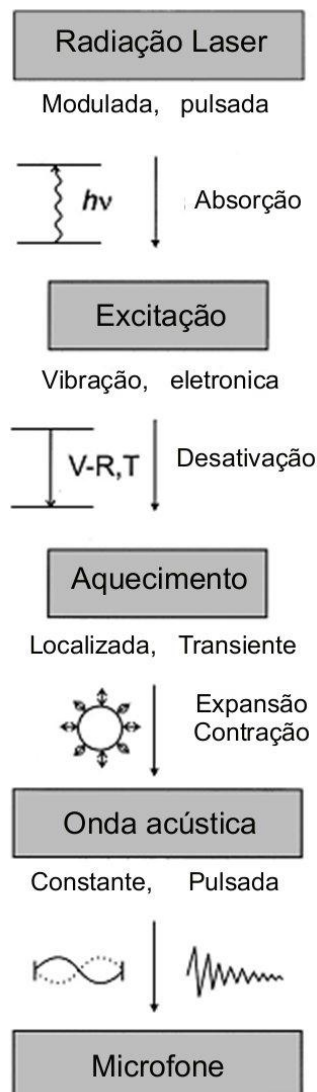 Radiação Laser
Modulada, pulsada
hν
Absorção
Excitação
Vibração, eletronica
V-R,T
Desativação
Aquecimento
Localizada, Transiente
Expansão
Contração
Onda acústica
Constante, Pulsada
Microfone